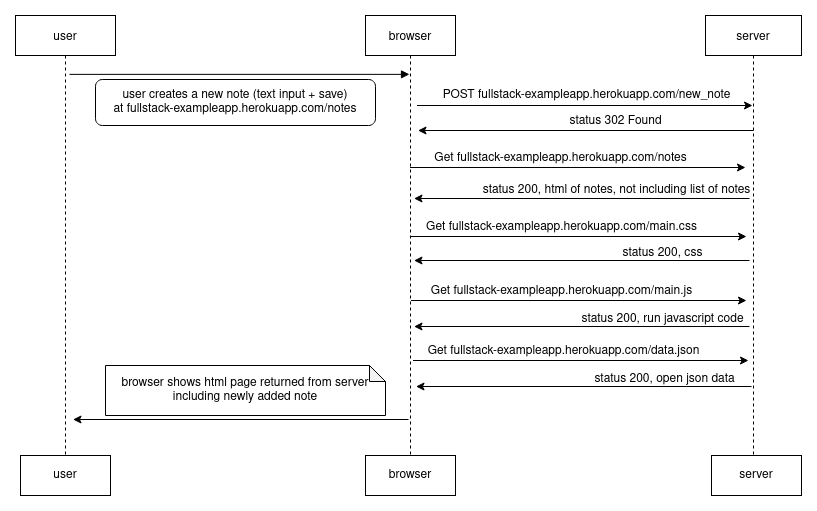 user
browser
server
user creates a new note (text input + save)
at fullstack-exampleapp.herokuapp.com/notes
POST fullstack-exampleapp.herokuapp.com/new_note
status 302 Found
Get fullstack-exampleapp.herokuapp.com/notes
status 200, html of notes, not including list of notes
Get fullstack-exampleapp.herokuapp.com/main.css
status 200, css
Get fullstack-exampleapp.herokuapp.com/main.js
status 200, run javascript code
Get fullstack-exampleapp.herokuapp.com/data.json
status 200, open json data
browser shows html page returned from server
including newly added note
user
browser
server